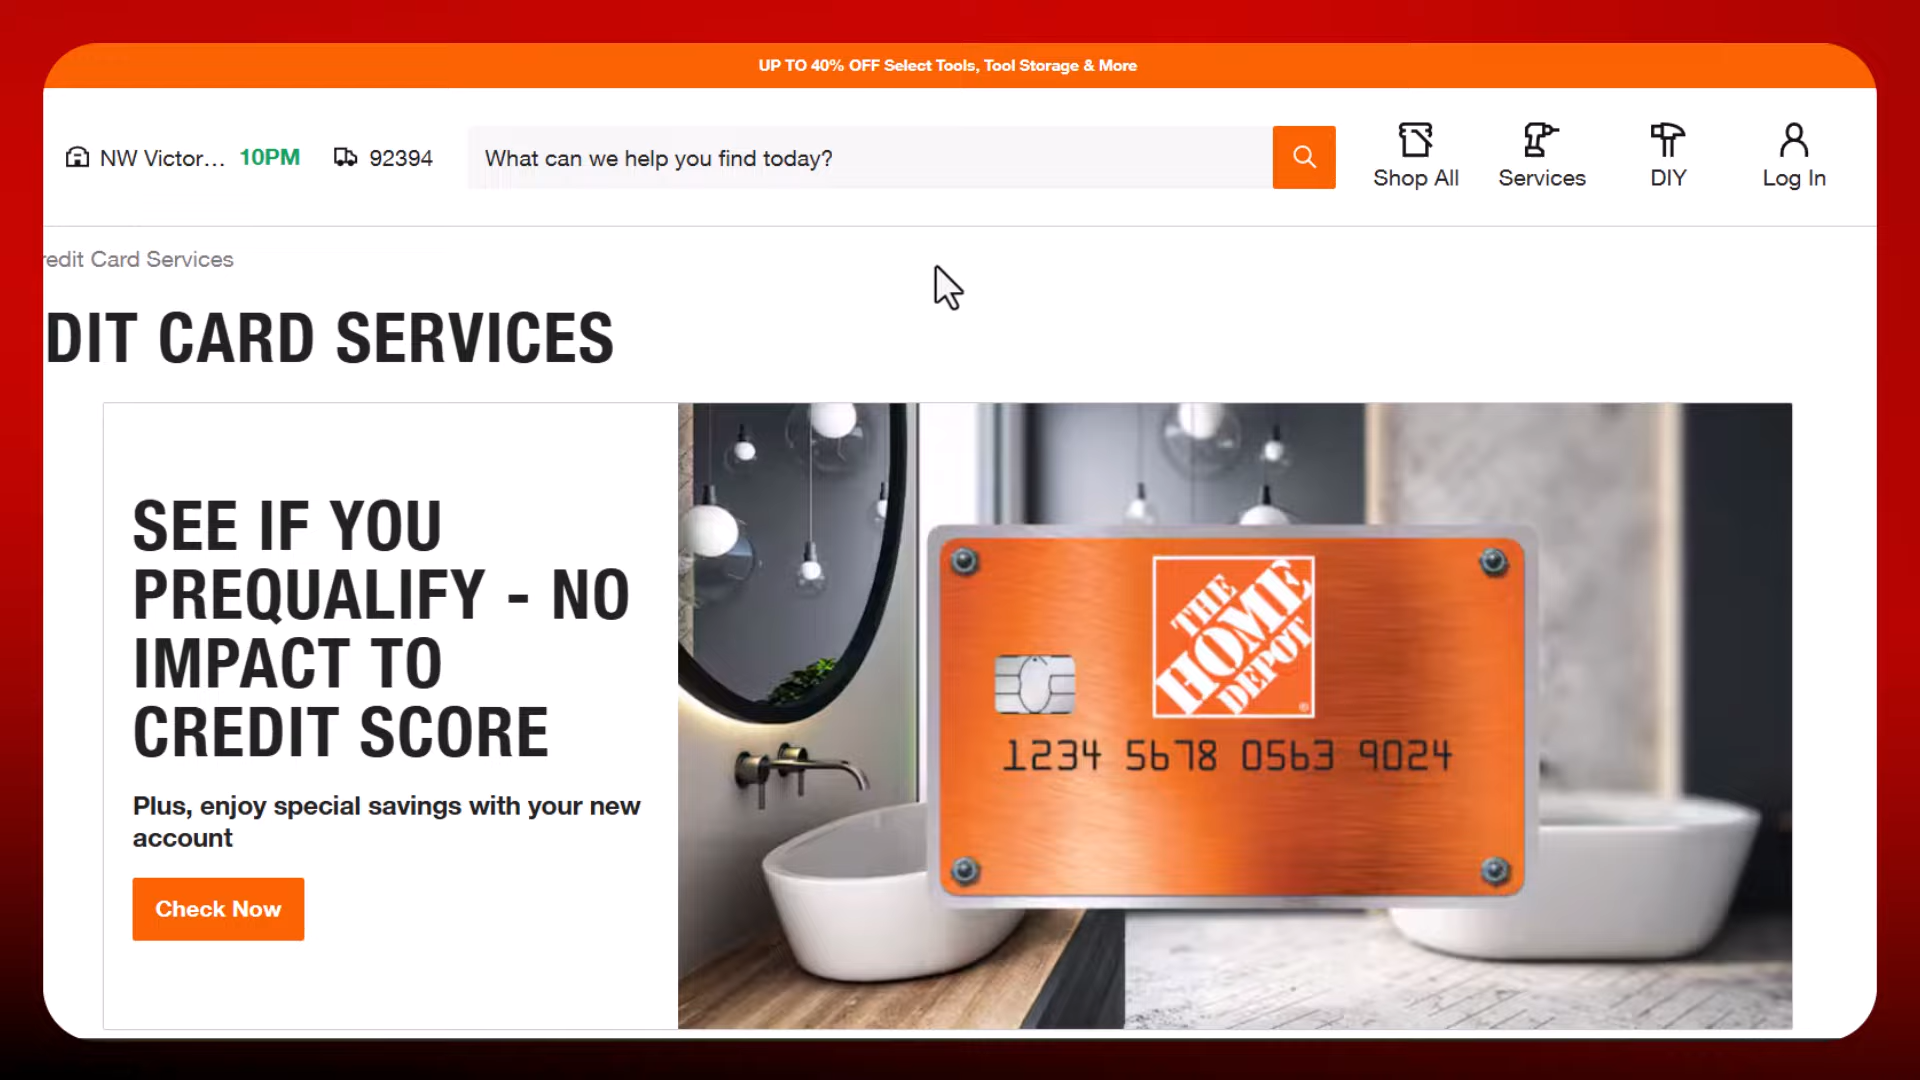 UP TO 40% OFF Select Tools, Tool Storage & More
NW Victor... 10PM 92394 What can we help you find today?
Shop All Services DIY Log In
redit Card Services
DIT CARD SERVICES
SEE IF YOU
PREQUALIFY - NO
IMPACT TO
CREDIT SCORE
Plus, enjoy special savings with your new
account
Check Now
THE
HOME
DEPOT
®
1234 5678 0563 9024